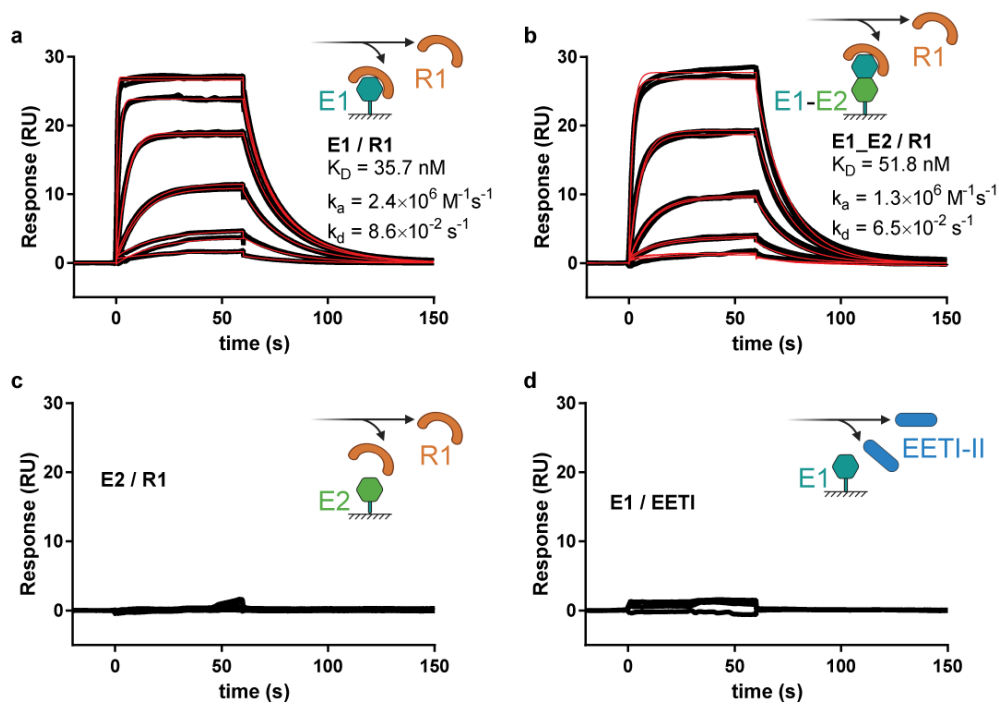 a
30
20
10
0
Response (RU)
0
50
100
150
time (s)
R1
E1
E1 / R1
K_D = 35.7 nM
k_a = 2.4×10⁶ M⁻¹s⁻¹
k_d = 8.6×10⁻² s⁻¹
b
30
20
10
0
Response (RU)
0
50
100
150
time (s)
R1
E1-E2
E1_E2 / R1
K_D = 51.8 nM
k_a = 1.3×10⁶ M⁻¹s⁻¹
k_d = 6.5×10⁻² s⁻¹
c
30
20
10
0
Response (RU)
0
50
100
150
time (s)
R1
E2
E2 / R1
d
30
20
10
0
Response (RU)
0
50
100
150
time (s)
EETI-II
E1
E1 / EETI